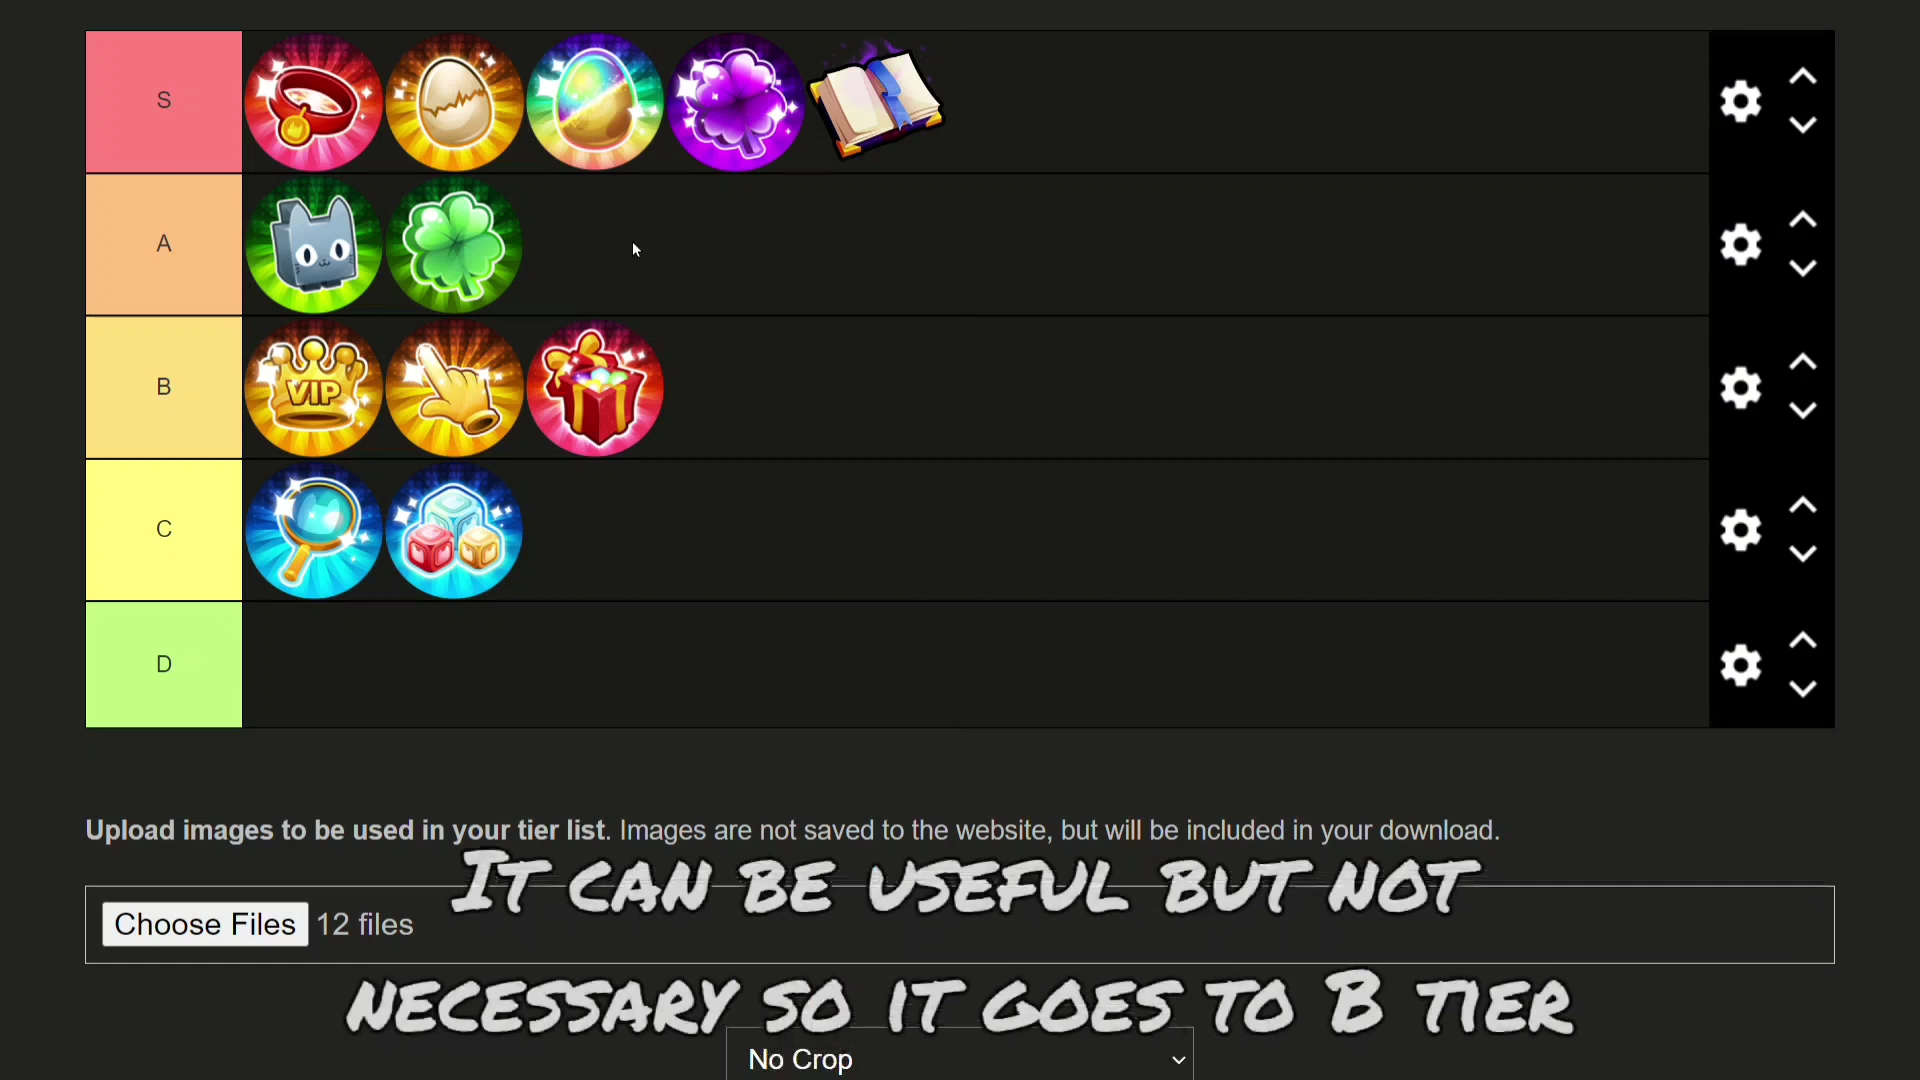 S
A
B
VIP
C
D
Upload images to be used in your tier list. Images are not saved to the website, but will be included in your download.
It can be useful but not
Choose Files 12 files
necessary so it goes to B tier
No Crop